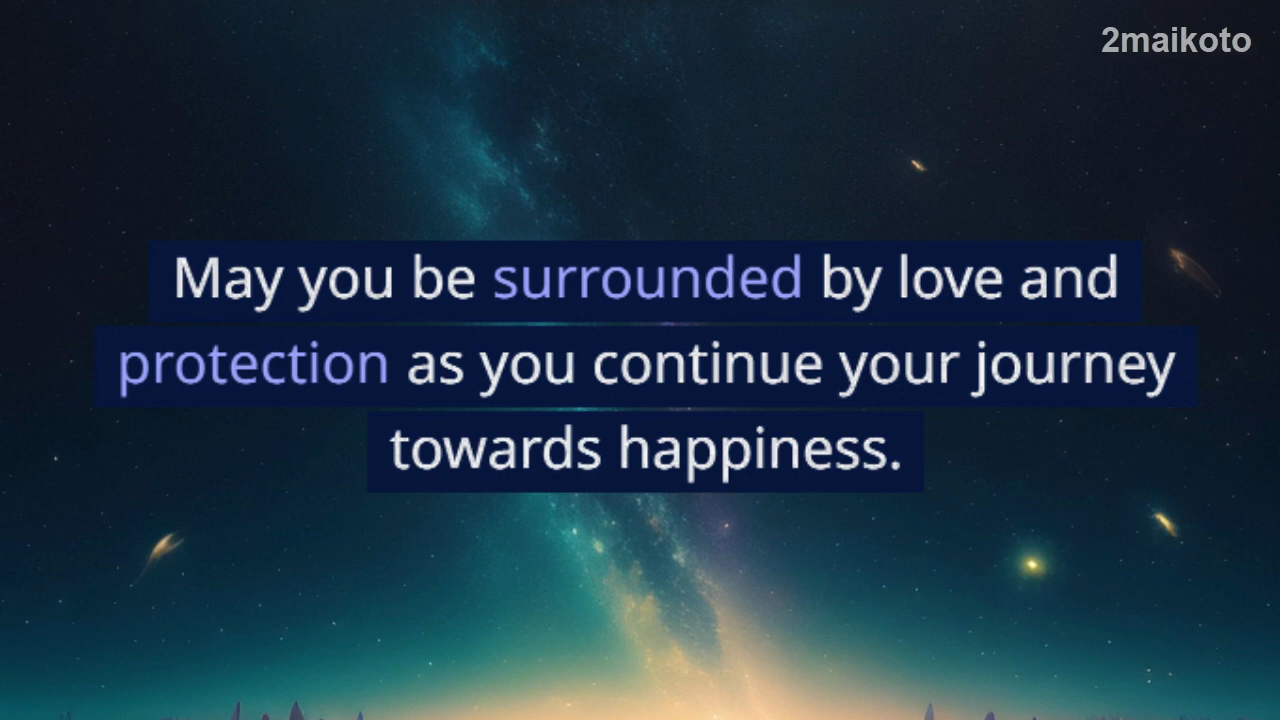 2maikoto
May you be surrounded by love and
protection as you continue your journey
towards happiness.